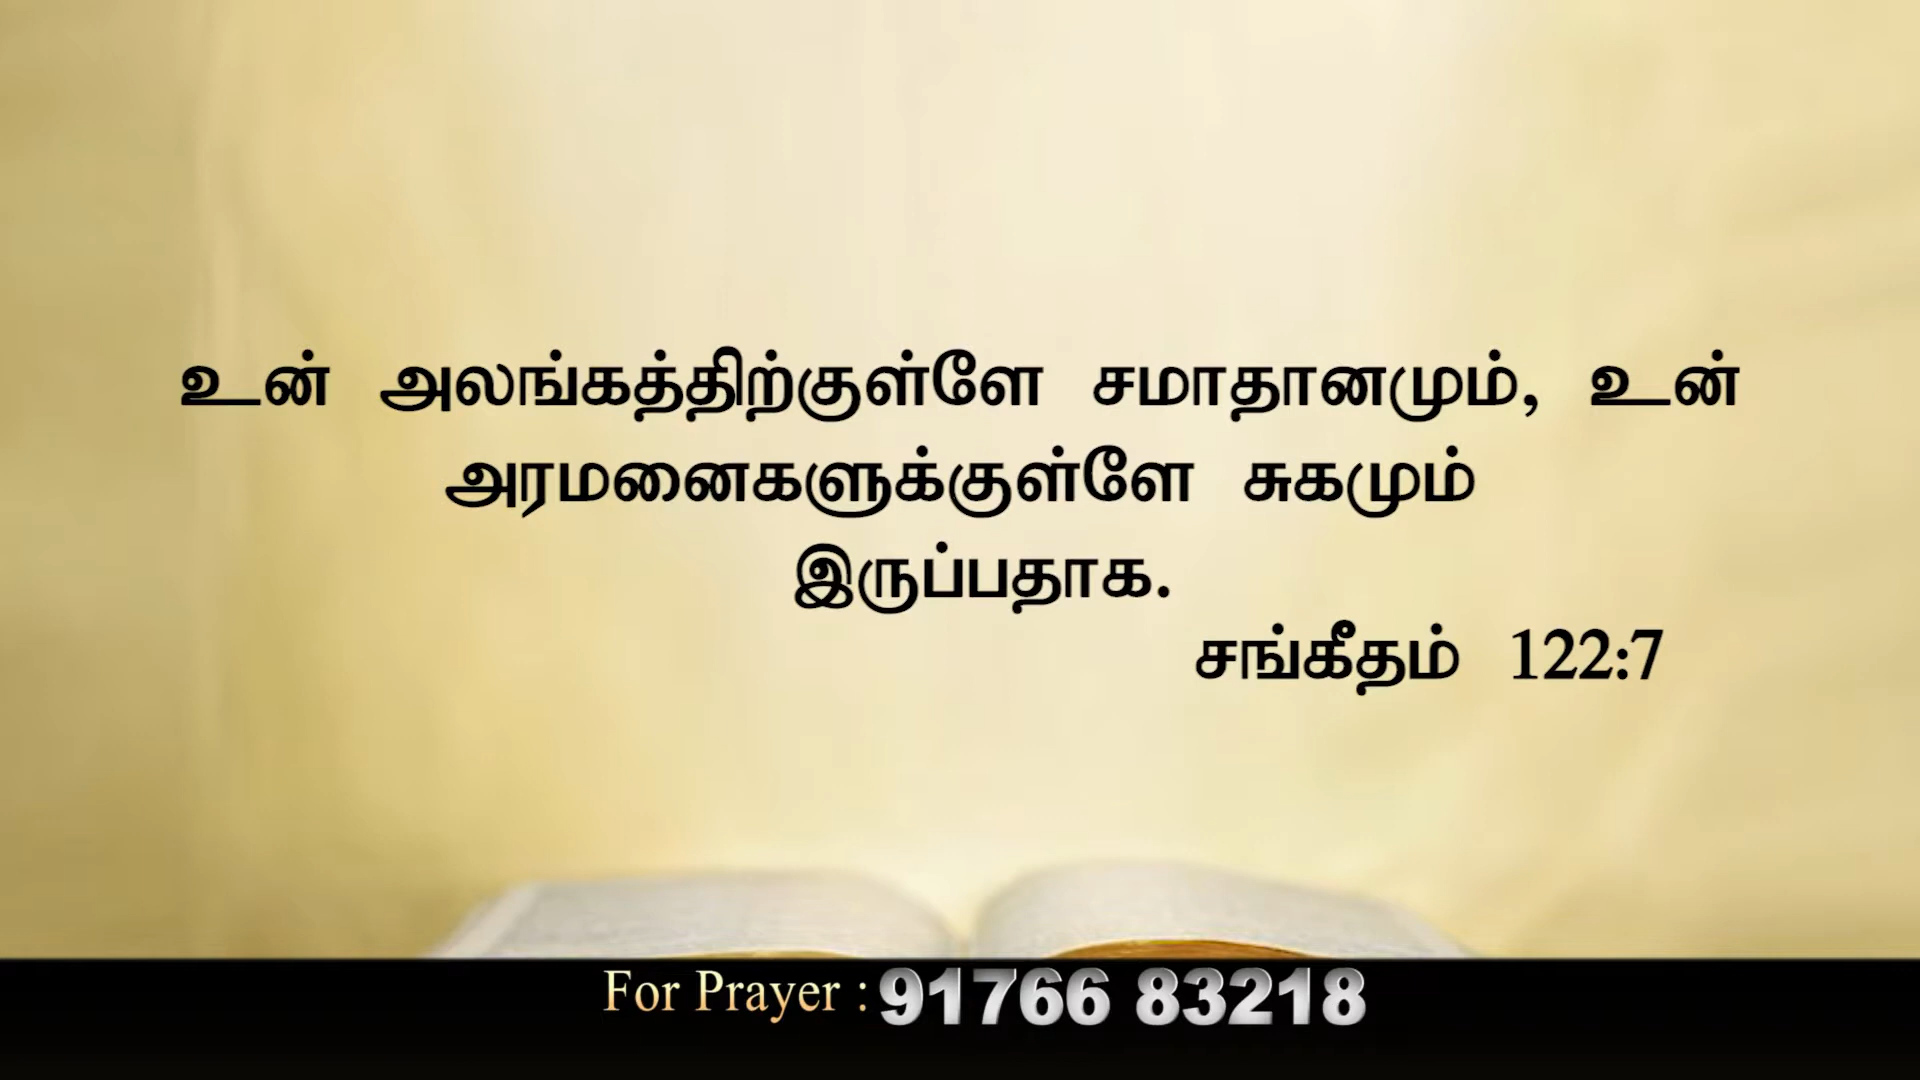 உன் அலங்கத்திற்குள்ளே சமாதானமும், உன்
அரமனைகளுக்குள்ளே சுகமும்
இருப்பதாக.
சங்கீதம் 122:7
For Prayer : 91766 83218